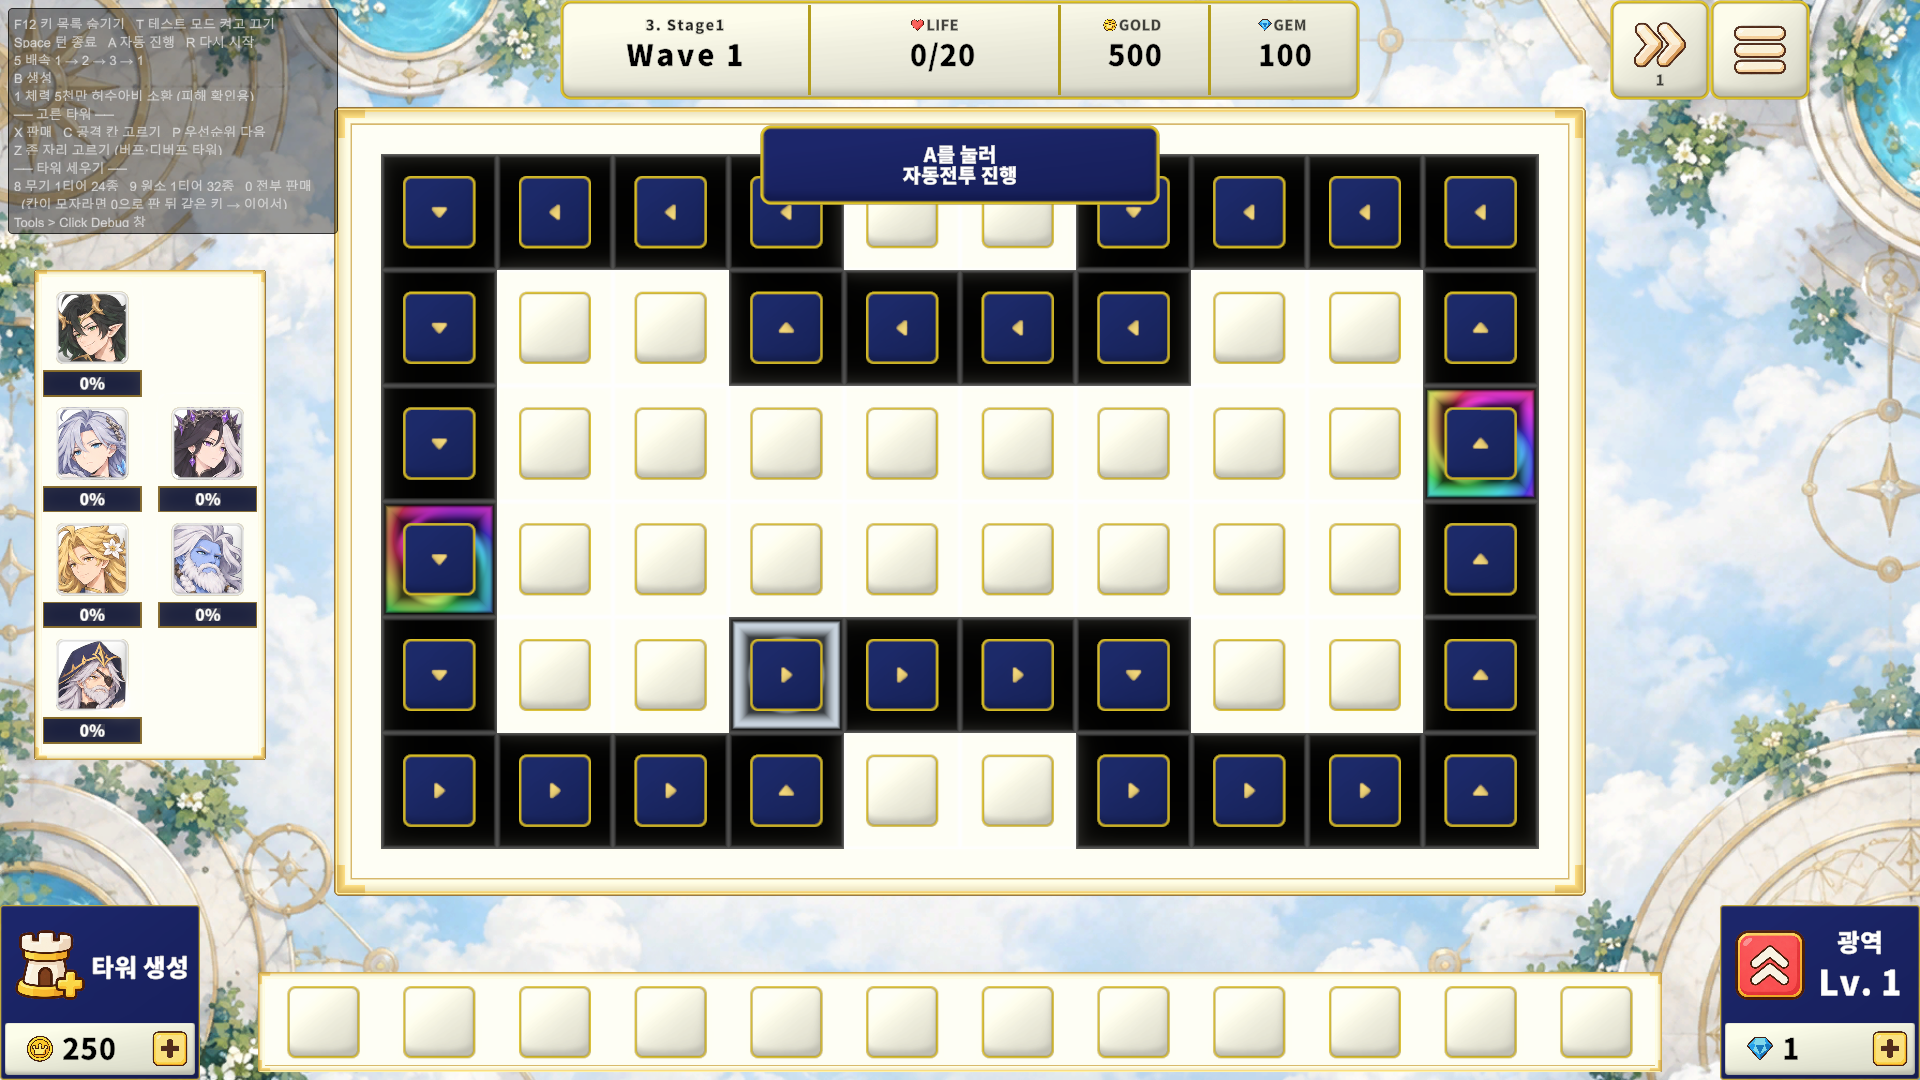 F12 키 목록 숨기기   T 테스트 모드 켜고 끄기
Space 턴 종료   A 자동 진행   R 다시 시작
5 배속 1 → 2 → 3 → 1
B 생성
1 체력 5천만 허수아비 소환 (피해 확인용)
── 고른 타워 ──
X 판매   C 공격 칸 고르기   P 우선순위 다음
Z 존 자리 고르기 (버프·디버프 타워)
── 타워 세우기 ──
8 무기 1티어 24종   9 원소 1티어 32종   0 전부 판매
(칸이 모자라면 0으로 판 뒤 같은 키 → 이어서)
Tools > Click Debug 창
3. Stage1
Wave 1
LIFE
0/20
GOLD
500
GEM
100
1
A를 눌러
자동전투 진행
0%
0%
0%
0%
0%
0%
타워 생성
250
광역
Lv. 1
1